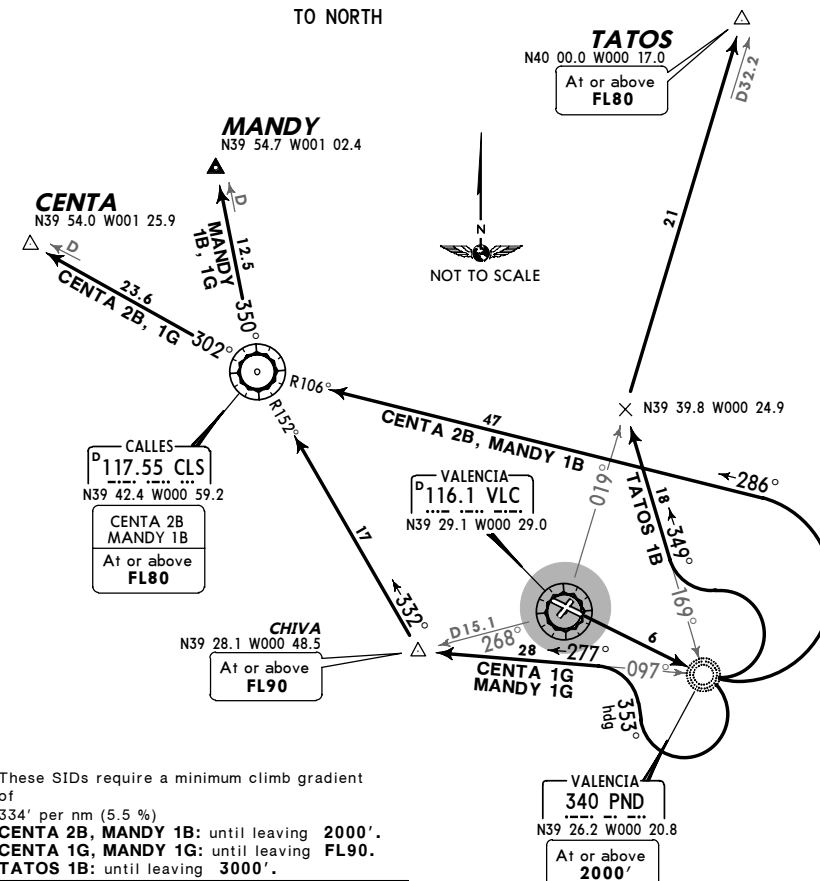 TO NORTH
TATOS
N40 00.0 W000 17.0
At or above
FL80
D32.2
MANDY
N39 54.7 W001 02.4
CENTA
N39 54.0 W001 25.9
D
D
12.5
MANDY
1B, 1G
350°
23.6
CENTA 2B, 1G
302°
N
NOT TO SCALE
21
R106°
R152°
N39 39.8 W000 24.9
47
CENTA 2B, MANDY 1B
286°
CALLES
D 117.55 CLS
N39 42.4 W000 59.2
CENTA 2B
MANDY 1B
At or above
FL80
VALENCIA
D 116.1 VLC
N39 29.1 W000 29.0
019°
18
TATOS 1B
349°
169°
17
332°
CHIVA
N39 28.1 W000 48.5
At or above
FL90
D15.1
268°
28
277°
CENTA 1G
MANDY 1G
097°
6
353°
hdg
VALENCIA
340 PND
N39 26.2 W000 20.8
At or above
2000'
These SIDs require a minimum climb gradient
of
334' per nm (5.5 %)
CENTA 2B, MANDY 1B: until leaving 2000'.
CENTA 1G, MANDY 1G: until leaving FL90.
TATOS 1B: until leaving 3000'.